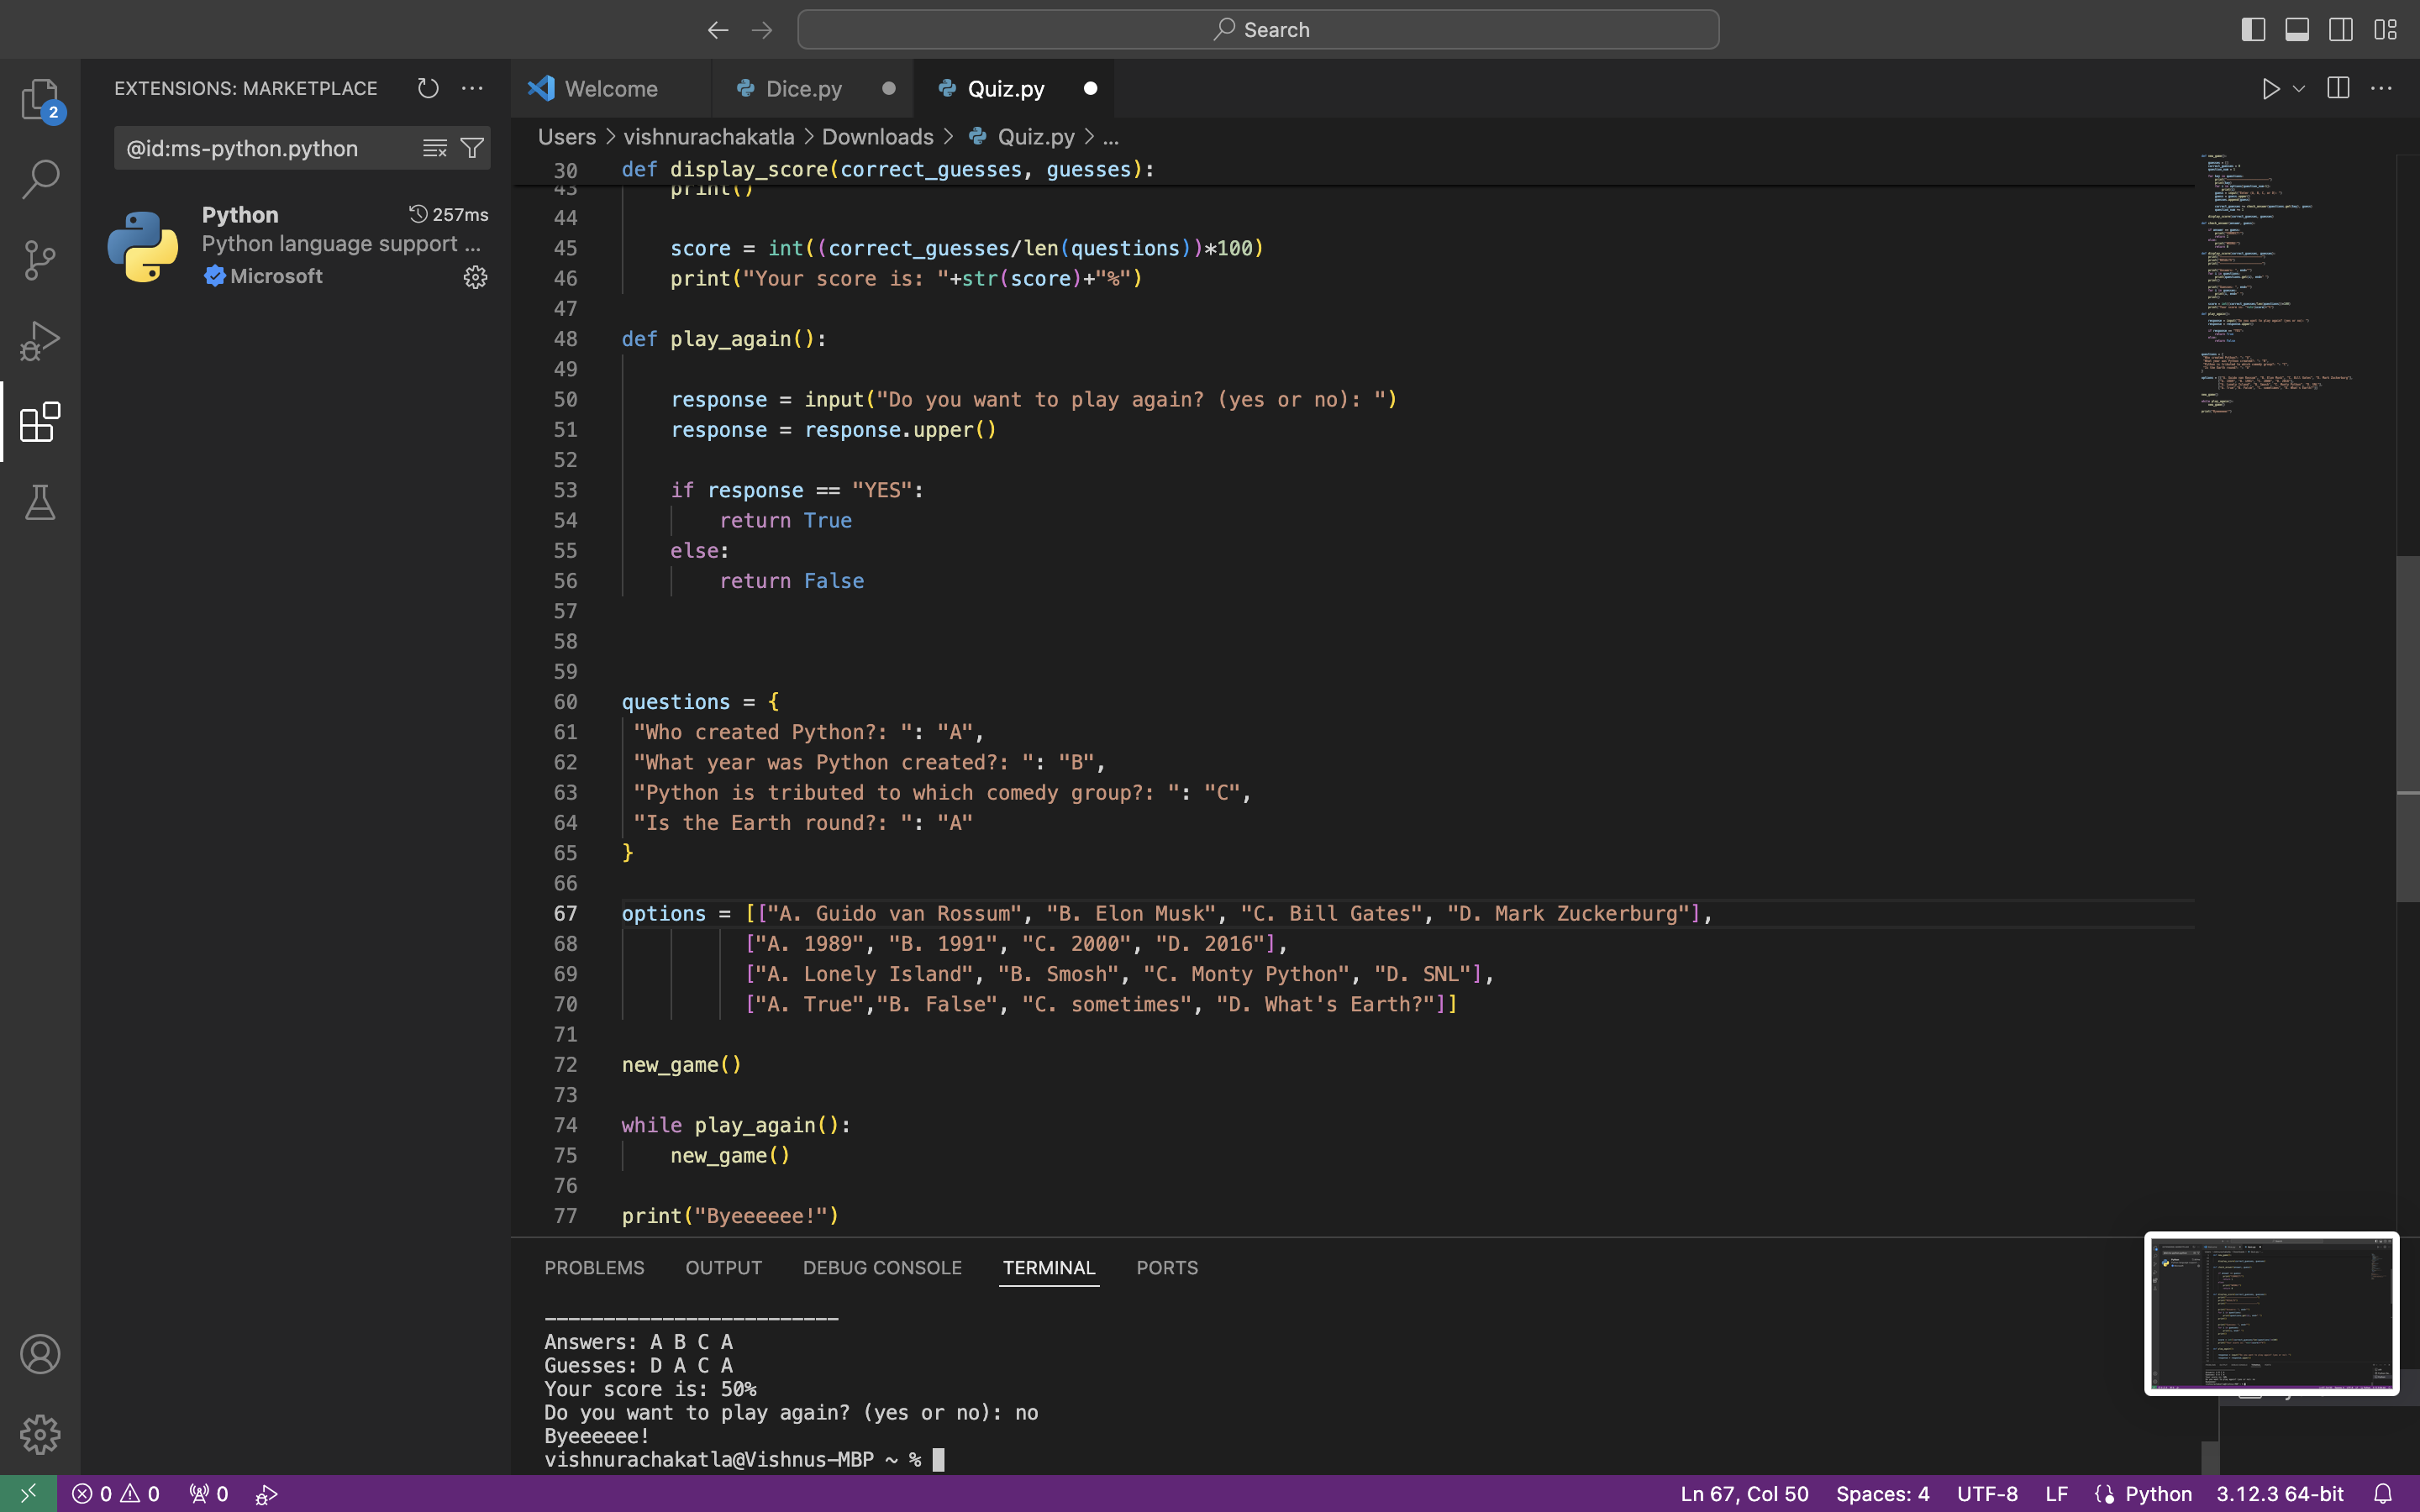 Search
EXTENSIONS: MARKETPLACE
Welcome
Dice.py
Quiz.py
2
@id:ms-python.python
Users > vishnurachakatla > Downloads > Quiz.py > ...
Python
257ms
Python language support ...
Microsoft
30 def display_score(correct_guesses, guesses):
43 print()
44
45 score = int((correct_guesses/len(questions))*100)
46 print("Your score is: "+str(score)+"%")
47
48 def play_again():
49
50 response = input("Do you want to play again? (yes or no): ")
51 response = response.upper()
52
53 if response == "YES":
54 return True
55 else:
56 return False
57
58
59
60 questions = {
61 "Who created Python?: ": "A",
62 "What year was Python created?: ": "B",
63 "Python is tributed to which comedy group?: ": "C",
64 "Is the Earth round?: ": "A"
65 }
66
67 options = [["A. Guido van Rossum", "B. Elon Musk", "C. Bill Gates", "D. Mark Zuckerburg"],
68 ["A. 1989", "B. 1991", "C. 2000", "D. 2016"],
69 ["A. Lonely Island", "B. Smosh", "C. Monty Python", "D. SNL"],
70 ["A. True","B. False", "C. sometimes", "D. What's Earth?"]]
71
72 new_game()
73
74 while play_again():
75 new_game()
76
77 print("Byeeeeee!")
PROBLEMS OUTPUT DEBUG CONSOLE TERMINAL PORTS
-------------------------
Answers: A B C A
Guesses: D A C A
Your score is: 50%
Do you want to play again? (yes or no): no
Byeeeeee!
vishnurachakatla@Vishnus-MBP ~ %
0 0 0 Ln 67, Col 50 Spaces: 4 UTF-8 LF Python 3.12.3 64-bit